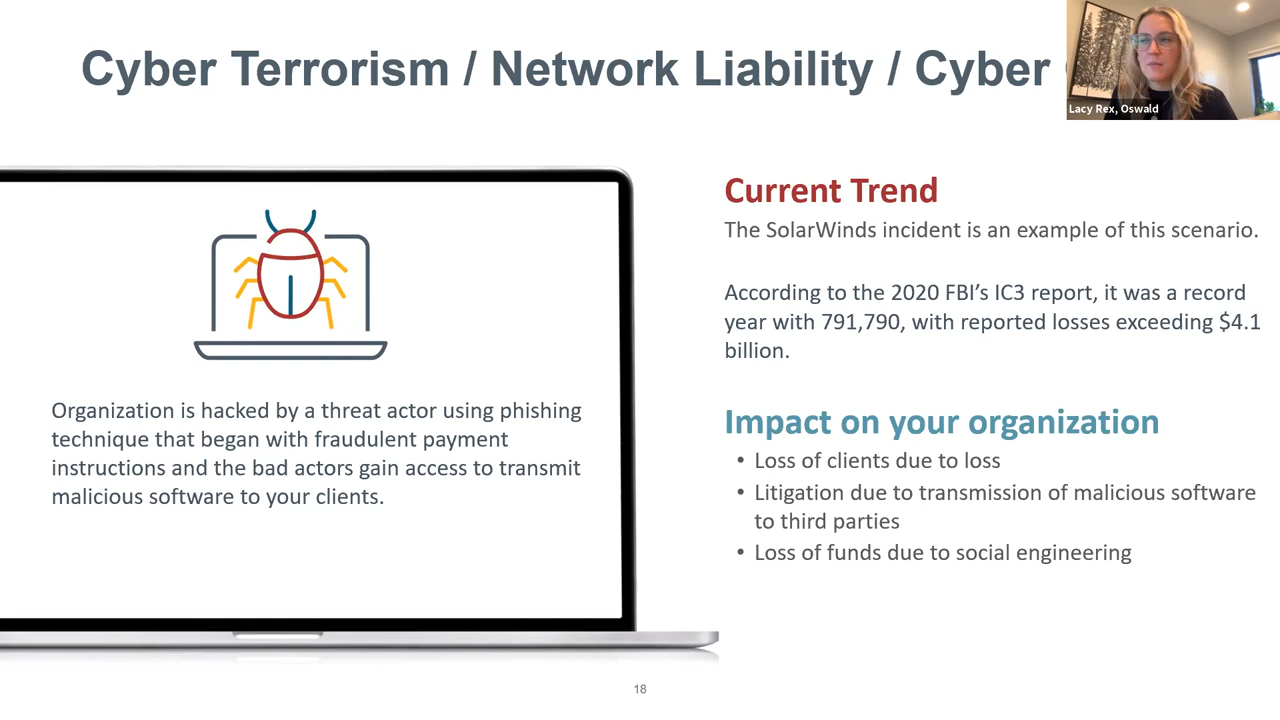 Cyber Terrorism / Network Liability / Cyber
Lacy Rex, Oswald
Current Trend
The SolarWinds incident is an example of this scenario.
According to the 2020 FBI’s IC3 report, it was a record
year with 791,790, with reported losses exceeding $4.1
billion.
Organization is hacked by a threat actor using phishing
technique that began with fraudulent payment
instructions and the bad actors gain access to transmit
malicious software to your clients.
Impact on your organization
• Loss of clients due to loss
• Litigation due to transmission of malicious software
to third parties
• Loss of funds due to social engineering
18